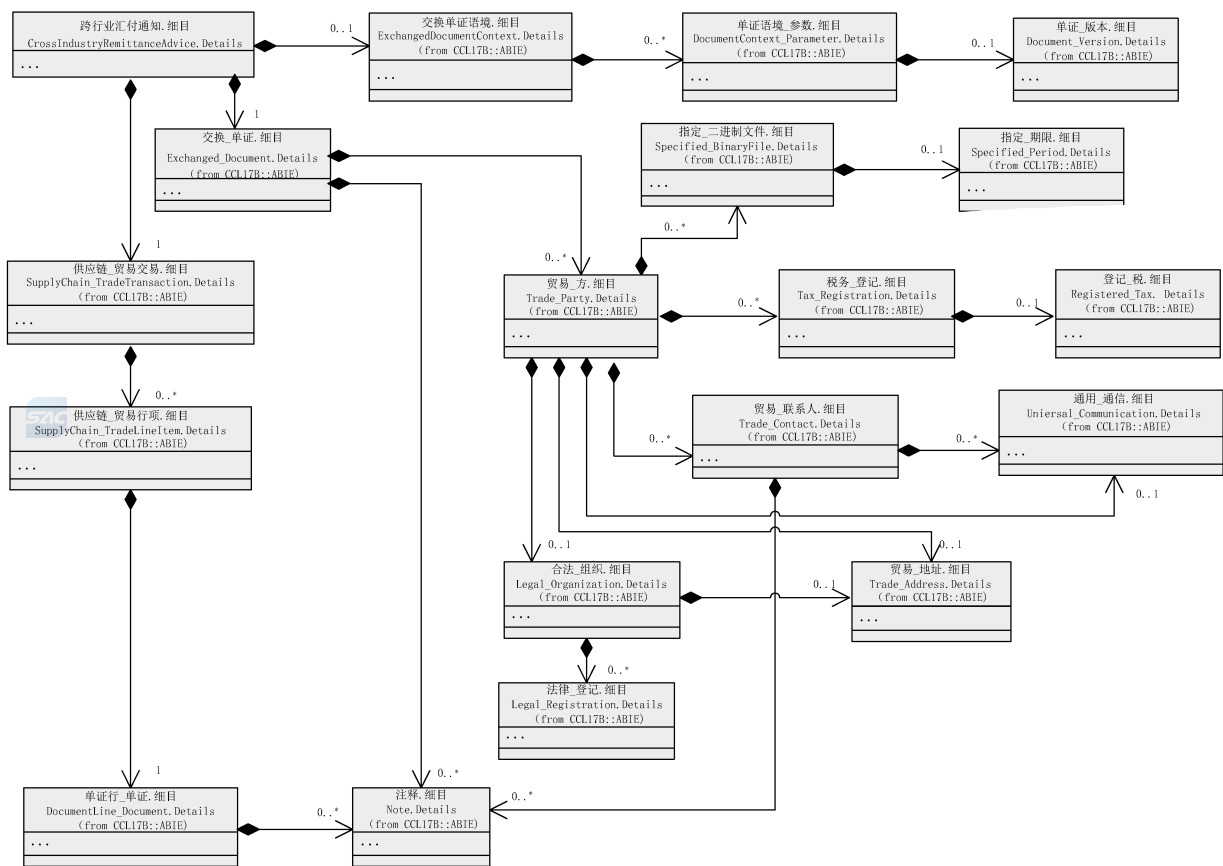 跨行业汇付通知.细目
CrossIndustryRemittanceAdvice.Details
...
0..1
交换单证语境.细目
ExchangedDocumentContext.Details
(from CCL17B::ABIE)
...
0..*
单证语境_参数.细目
DocumentContext_Parameter.Details
(from CCL17B::ABIE)
...
0..1
单证_版本.细目
Document_Version.Details
(from CCL17B::ABIE)
...
1
交换_单证.细目
Exchanged_Document.Details
(from CCL17B::ABIE)
...
指定_二进制文件.细目
Specified_BinaryFile.Details
(from CCL17B::ABIE)
...
0..1
指定_期限.细目
Specified_Period.Details
(from CCL17B::ABIE)
...
0..*
1
0..*
供应链_贸易交易.细目
SupplyChain_TradeTransaction.Details
(from CCL17B::ABIE)
...
贸易_方.细目
Trade_Party.Details
(from CCL17B::ABIE)
...
0..*
税务_登记.细目
Tax_Registration.Details
(from CCL17B::ABIE)
...
0..1
登记_税.细目
Registered_Tax. Details
(from CCL17B::ABIE)
...
0..*
SAC
供应链_贸易行项.细目
SupplyChain_TradeLineItem.Details
(from CCL17B::ABIE)
...
0..*
贸易_联系人.细目
Trade_Contact.Details
(from CCL17B::ABIE)
...
0..*
通用_通信.细目
Uniersal_Communication.Details
(from CCL17B::ABIE)
...
0..1
0..1
0..1
合法_组织.细目
Legal_Organization.Details
(from CCL17B::ABIE)
...
0..1
贸易_地址.细目
Trade_Address.Details
(from CCL17B::ABIE)
...
0..*
法律_登记.细目
Legal_Registration.Details
(from CCL17B::ABIE)
...
1
0..*
0..*
单证行_单证.细目
DocumentLine_Document.Details
(from CCL17B::ABIE)
...
0..*
注释.细目
Note.Details
(from CCL17B::ABIE)
...